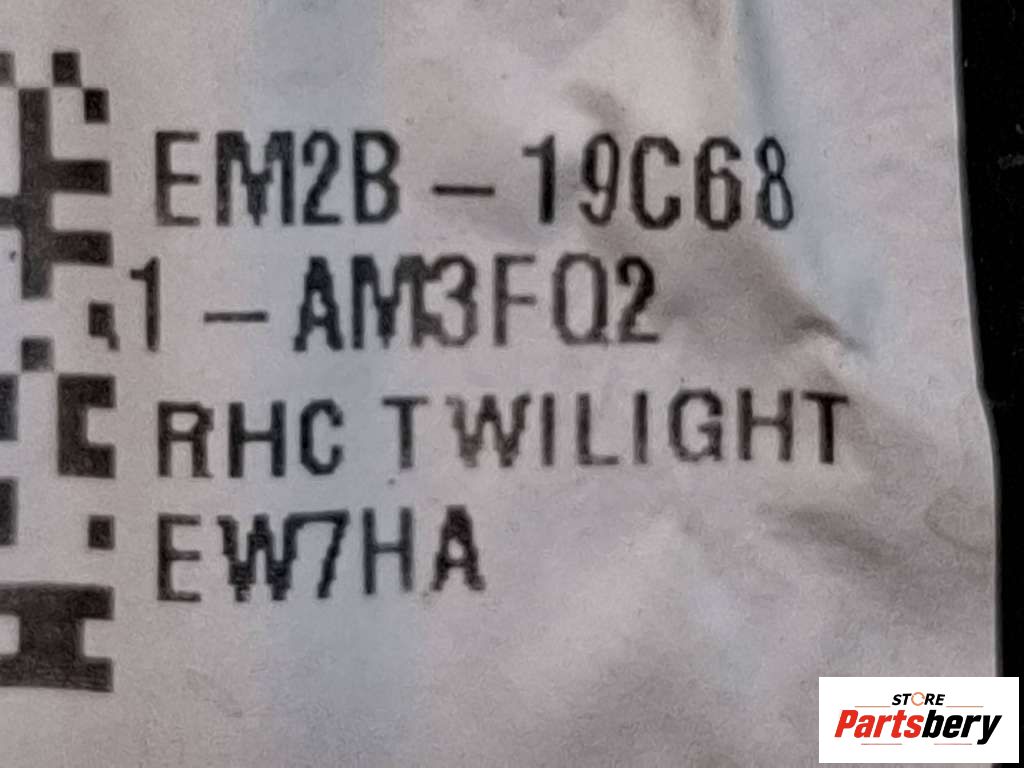 EM2B-19C68
1-AM3FQ2
RHC TWILIGHT
EW7HA
STORE
Partsbery